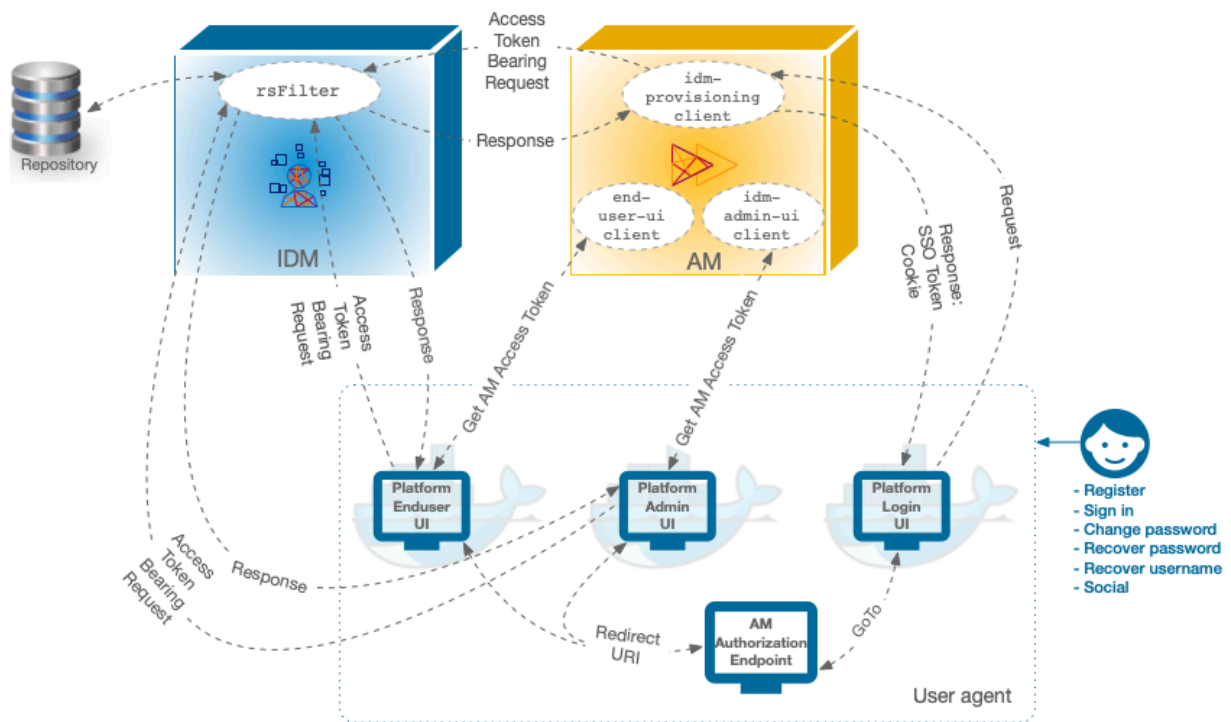 Access
Token
Bearing
Request
rsFilter
idm-
provisioning
client
Response
Repository
end-
user-ui
client
idm-
admin-ui
client
IDM
AM
Request
Response:
SSO Token
Cookie
Access
Token
Bearing
Request
Response
Get AM Access Token
Get AM Access Token
Platform
Enduser
UI
Platform
Admin
UI
Platform
Login
UI
- Register
- Sign in
- Change password
- Recover password
- Recover username
- Social
Access
Token
Bearing
Request
Response
Redirect
URI
AM
Authorization
Endpoint
GoTo
User agent